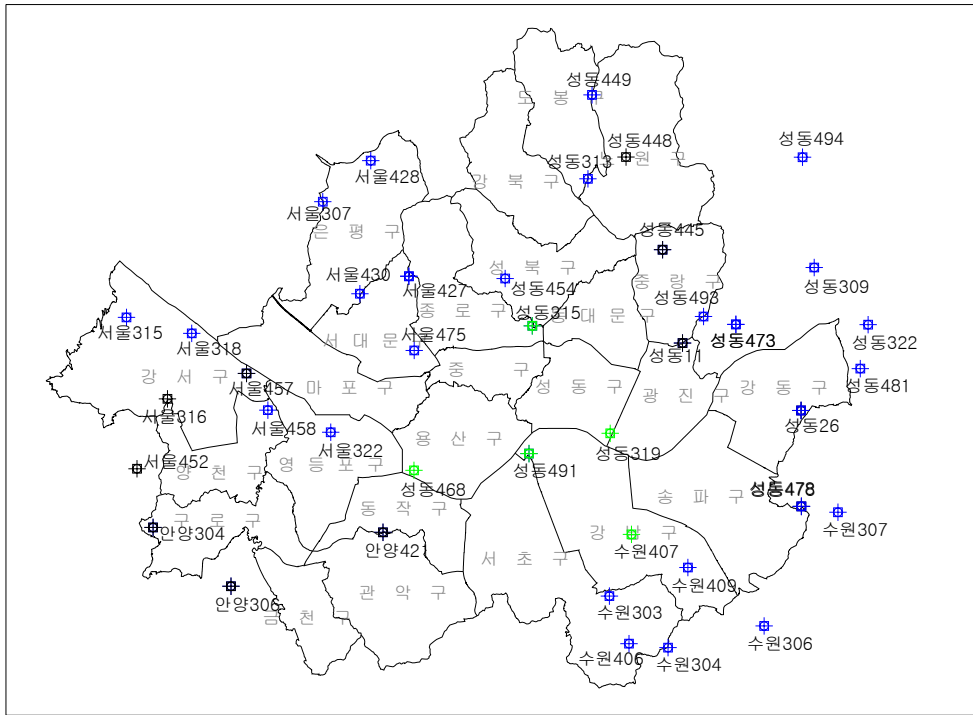 성동449
도 봉 구
성동448
성동494
성동313
노 원 구
서울428
강 북 구
서울307
은 평 구
성동445
성 북 구
중 랑 구
성동309
서울430
서울427
성동454
성동493
종 로 구
성동315
동 대 문 구
서울315
서울318
서 대 문
서울475
성동11
성동473
성동322
강 서 구
서울457
마 포 구
중 구
성 동 구
광 진 구
강 동 구
성동481
서울316
서울458
서울322
용 산 구
성동319
성동26
서울452
양 천 구
영 등 포 구
성동468
성동491
송 파 구
성동478
구 로 구
안양304
동 작 구
안양421
서 초 구
강 남 구
수원407
수원307
수원409
안양306
금 천 구
관 악 구
수원303
수원406
수원304
수원306